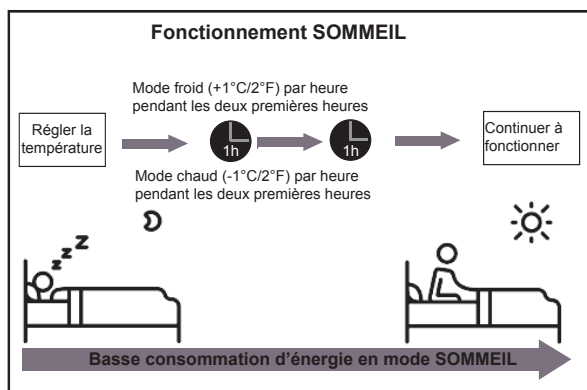 Fonctionnement SOMMEIL
Mode froid (+1°C/2°F) par heure
pendant les deux premières heures
Régler la
température
1h
1h
Continuer à
fonctionner
Mode chaud (-1°C/2°F) par heure
pendant les deux premières heures
z z z Z
Basse consommation d'énergie en mode SOMMEIL